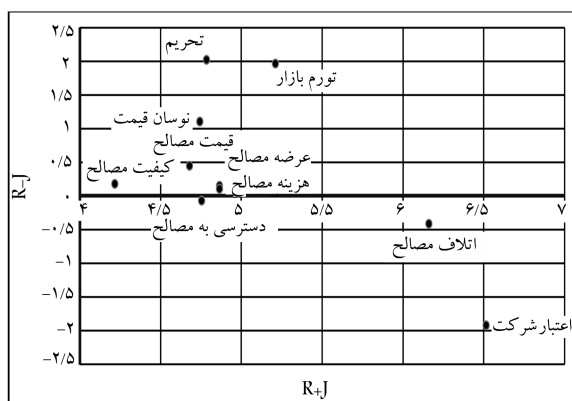 ۲/۵
تحریم
۲
تورم بازار
۱/۵
نوسان قیمت
۱
قیمت مصالح
عرضه مصالح
۰/۵
کیفیت مصالح
هزینه مصالح
R–J
۰
۴ ۴/۵ ۵ ۵/۵ ۶ ۶/۵ ۷
دسترسی به مصالح
اتلاف مصالح
−۰/۵
−۱
−۱/۵
اعتبار شرکت
−۲
−۲/۵
R+J